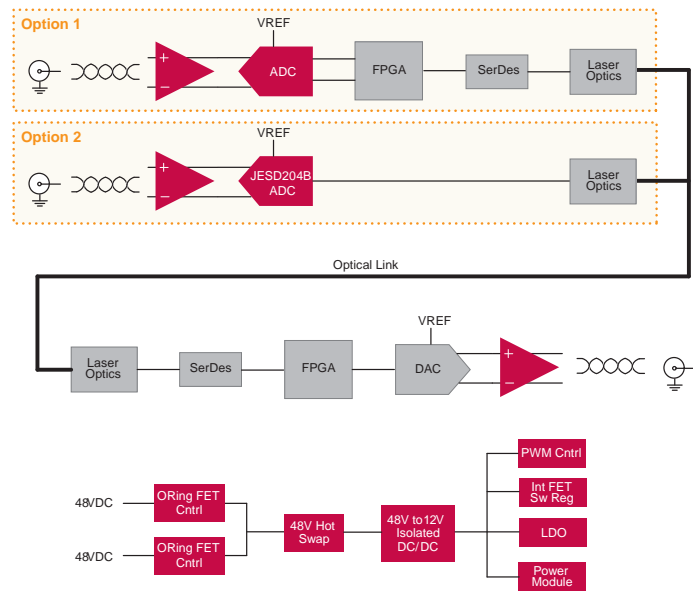 Option 1
VREF
+
−
ADC
FPGA
SerDes
Laser
Optics
Option 2
VREF
+
−
JESD204B
ADC
Laser
Optics
Optical Link
Laser
Optics
SerDes
FPGA
VREF
DAC
+
−
48VDC
ORing FET
Cntrl
48VDC
ORing FET
Cntrl
48V Hot
Swap
48V to12V
Isolated
DC/DC
PWM Cntrl
Int FET
Sw Reg
LDO
Power
Module